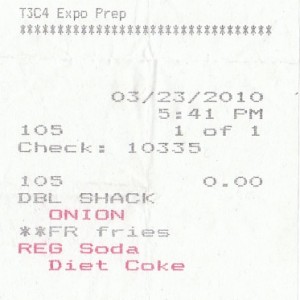 T3C4 Expo Prep
********************************
03/23/2010
5:41 PM
105 1 of 1
Check: 10335
105 0.00
DBL SHACK
ONION
**FR fries
REG Soda
Diet Coke